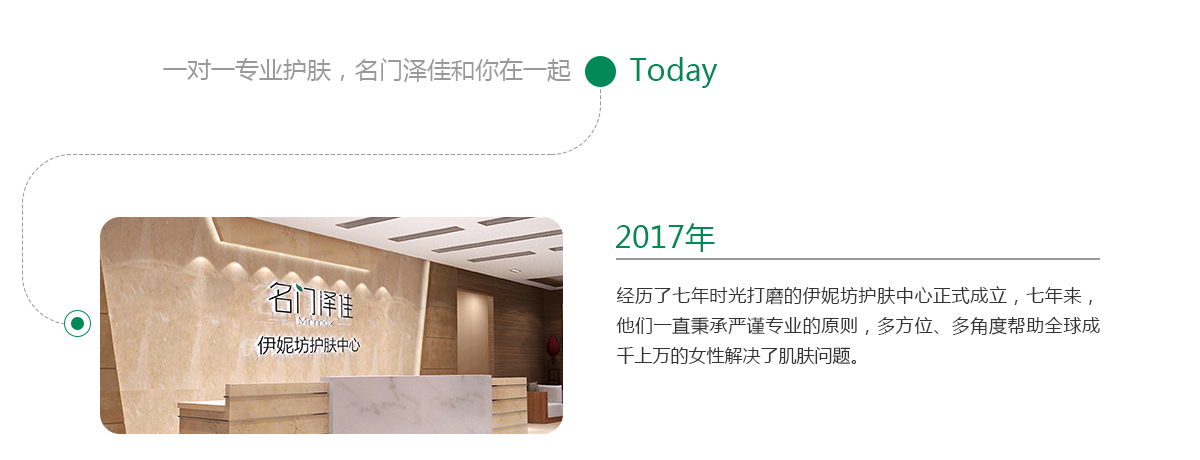 一对一专业护肤，名门泽佳和你在一起
Today
名门泽佳
伊妮坊护肤中心
2017年
经历了七年时光打磨的伊妮坊护肤中心正式成立，七年来，
他们一直秉承严谨专业的原则，多方位、多角度帮助全球成
千上万的女性解决了肌肤问题。